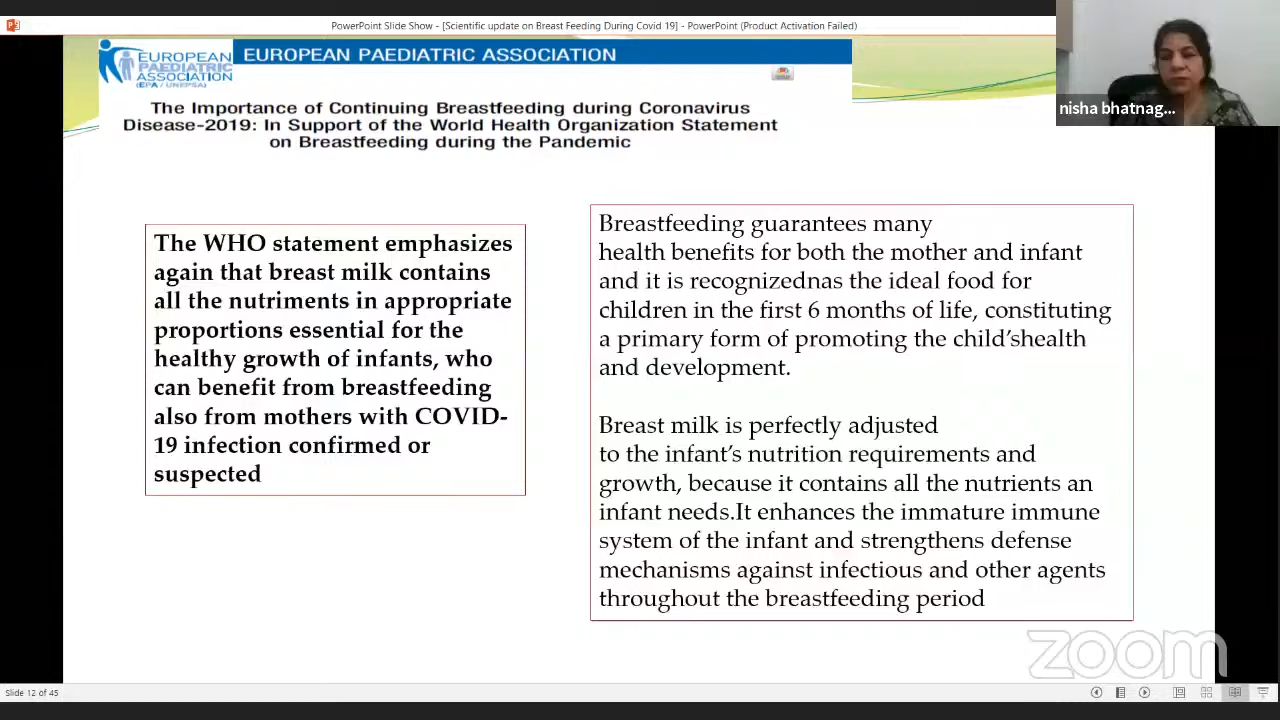 PowerPoint Slide Show - [Scientific update on Breast Feeding During Covid 19] - PowerPoint (Product Activation Failed)
EUROPEAN
PAEDIATRIC
ASSOCIATION
(EPA / UNEPSA)
EUROPEAN PAEDIATRIC ASSOCIATION
nisha bhatnag...
The Importance of Continuing Breastfeeding during Coronavirus
Disease-2019: In Support of the World Health Organization Statement
on Breastfeeding during the Pandemic
The WHO statement emphasizes
again that breast milk contains
all the nutriments in appropriate
proportions essential for the
healthy growth of infants, who
can benefit from breastfeeding
also from mothers with COVID-
19 infection confirmed or
suspected
Breastfeeding guarantees many
health benefits for both the mother and infant
and it is recognizednas the ideal food for
children in the first 6 months of life, constituting
a primary form of promoting the child’shealth
and development.
Breast milk is perfectly adjusted
to the infant’s nutrition requirements and
growth, because it contains all the nutrients an
infant needs.It enhances the immature immune
system of the infant and strengthens defense
mechanisms against infectious and other agents
throughout the breastfeeding period
zoom
Slide 12 of 45